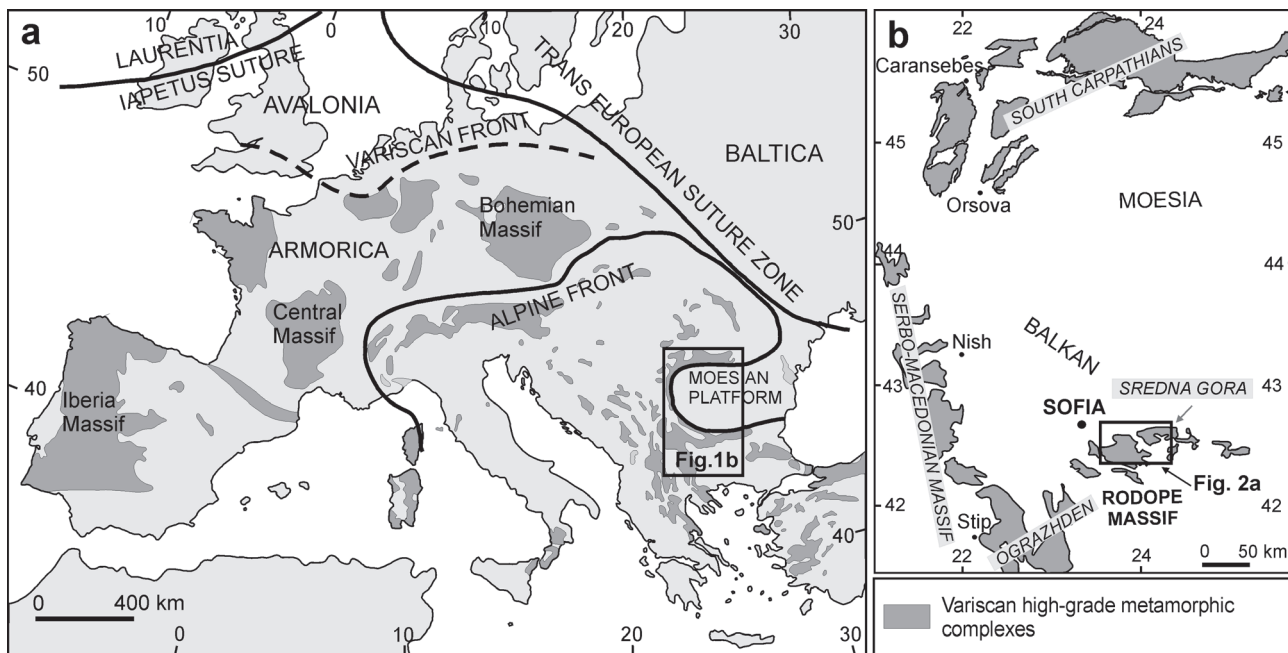 a
10
0
10
20
30
50
LAURENTIA
IAPETUS SUTURE
AVALONIA
TRANS EUROPEAN SUTURE ZONE
VARISCAN FRONT
BALTICA
Bohemian
Massif
50
ARMORICA
ALPINE FRONT
Central
Massif
40
Iberia
Massif
MOESIAN
PLATFORM
Fig.1b
40
0 400 km
0
10
20
30
b
22
24
Caransebeş
SOUTH CARPATHIANS
45
45
Orsova
MOESIA
44
44
SERBO-MACEDONIAN MASSIF
Nish
BALKAN
43
43
SREDNA GORA
SOFIA
Fig. 2a
42
RODOPE
MASSIF
42
Stip
OGRAZHDEN
22
24
0 50 km
Variscan high-grade metamorphic
complexes